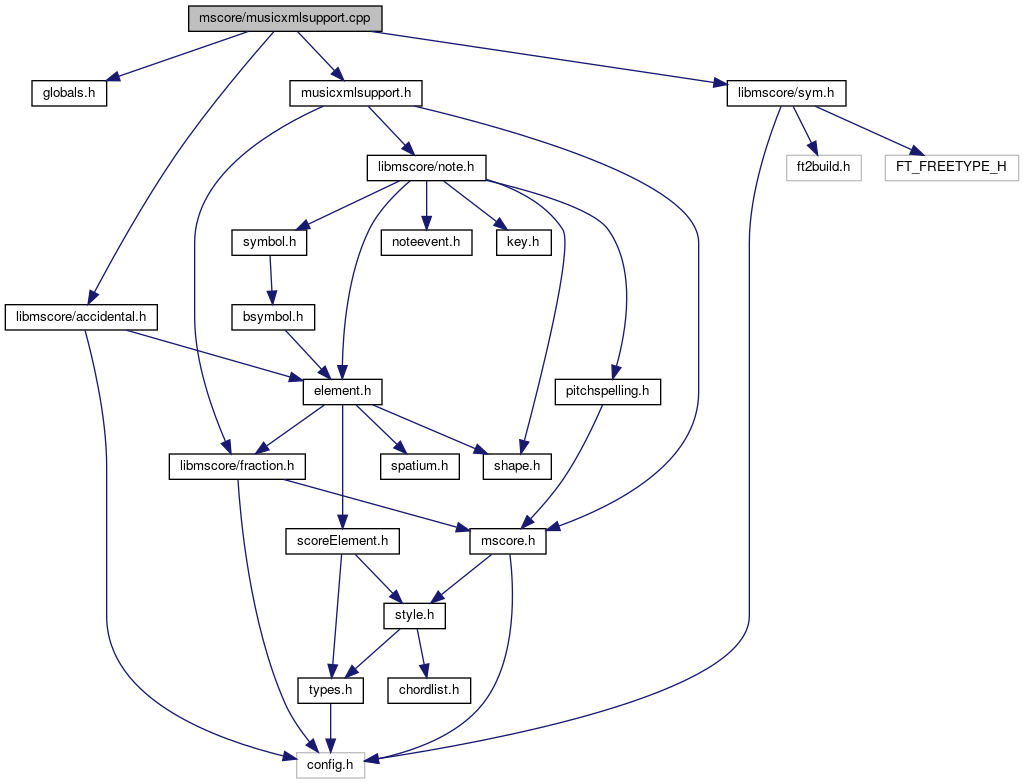 mscore/musicxmlsupport.cpp
globals.h
musicxmlsupport.h
libmscore/sym.h
libmscore/note.h
ft2build.h
FT_FREETYPE_H
symbol.h
noteevent.h
key.h
libmscore/accidental.h
bsymbol.h
element.h
pitchspelling.h
libmscore/fraction.h
spatium.h
shape.h
scoreElement.h
mscore.h
style.h
types.h
chordlist.h
config.h